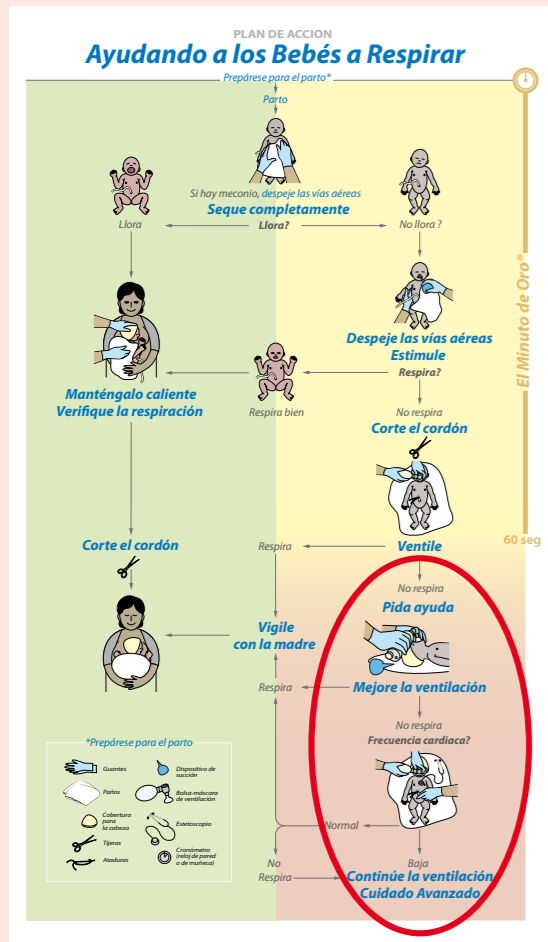 PLAN DE ACCION
Ayudando a los Bebés a Respirar
Prepárese para el parto*
Parto
Si hay meconio, despeje las vías aéreas
Seque completamente
Llora
Llora?
No llora ?
Despeje las vías aéreas
Estimule
Respira?
El Minuto de Oro®
Manténgalo caliente
Verifique la respiración
Respira bien
No respira
Corte el cordón
Corte el cordón
Respira
Ventile
60 seg
No respira
Pida ayuda
Vigile
con la madre
Respira
Mejore la ventilación
No respira
Frecuencia cardiaca?
Normal
No
Respira
Baja
Continúe la ventilación
Cuidado Avanzado
*Prepárese para el parto
Guantes
Paños
Cobertura
para
la cabeza
Tijeras
Ataduras
Dispositivo de
succión
Bolsa-máscara
de ventilación
Estetoscopio
Cronómetro
(reloj de pared
o de muñeca)